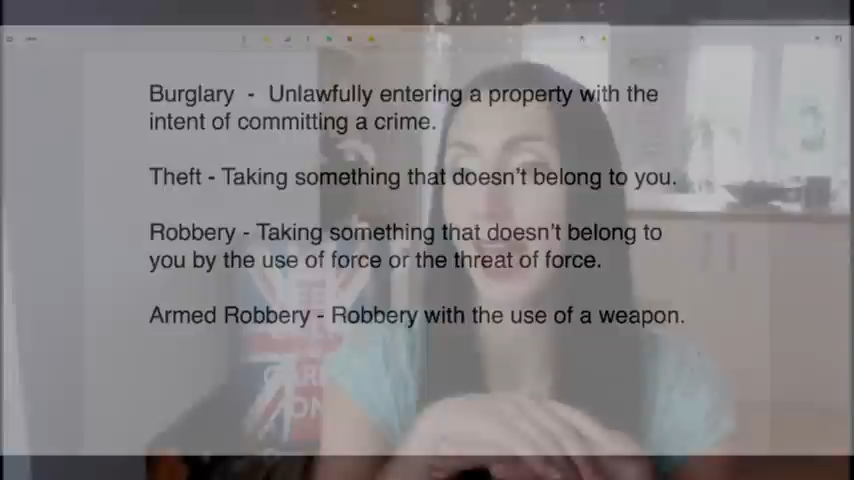 Burglary - Unlawfully entering a property with the
intent of committing a crime.
Theft - Taking something that doesn't belong to you.
Robbery - Taking something that doesn't belong to
you by the use of force or the threat of force.
Armed Robbery - Robbery with the use of a weapon.
ON